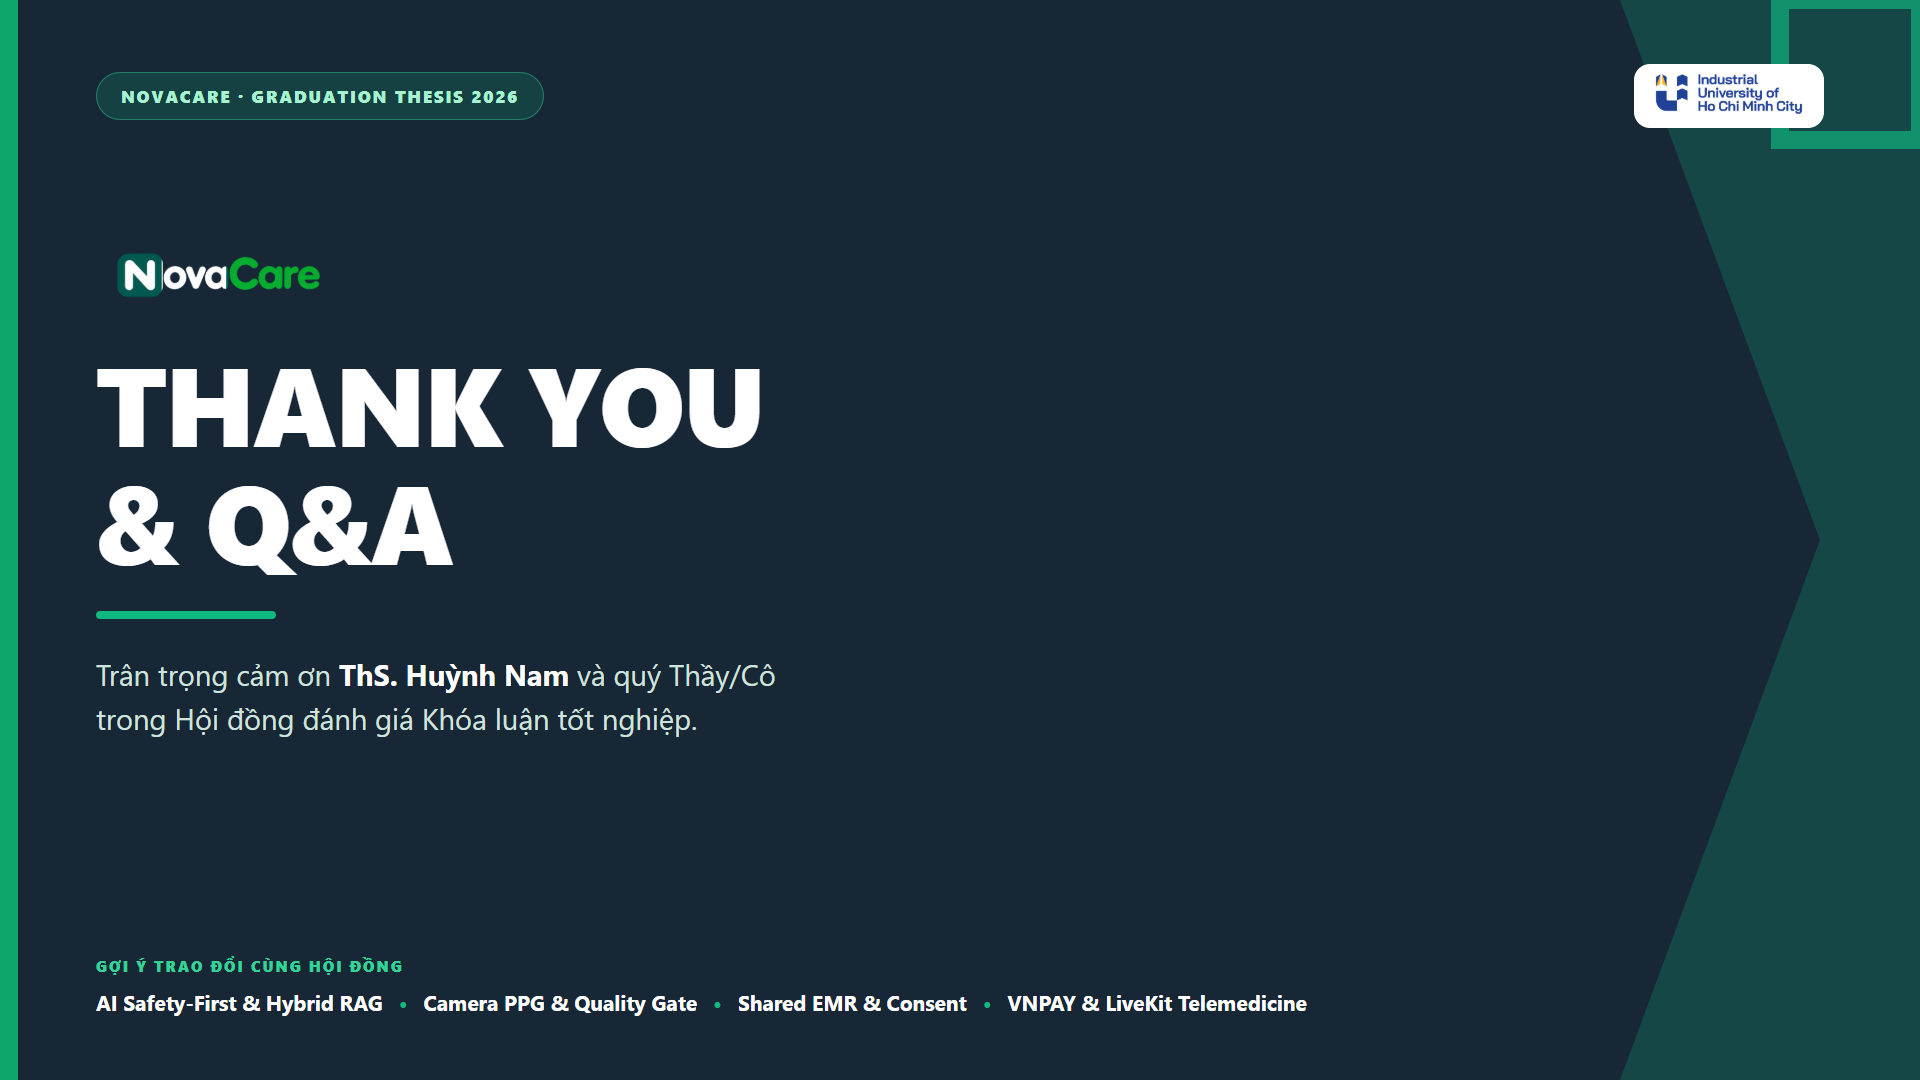 NOVACARE · GRADUATION THESIS 2026
Industrial
University of
Ho Chi Minh City
NovaCare
THANK YOU
& Q&A
Trân trọng cảm ơn ThS. Huỳnh Nam và quý Thầy/Cô
trong Hội đồng đánh giá Khóa luận tốt nghiệp.
GỢI Ý TRAO ĐỔI CÙNG HỘI ĐỒNG
AI Safety-First & Hybrid RAG • Camera PPG & Quality Gate • Shared EMR & Consent • VNPAY & LiveKit Telemedicine